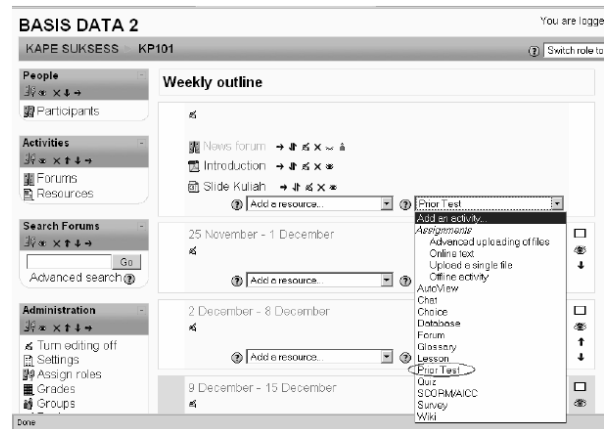 BASIS DATA 2
You are logge
KAPE SUKSESS KP101
Switch role to
People
Participants
Activities
Forums
Resources
Search Forums
Go
Advanced search
Administration
Turn editing off
Settings
Assign roles
Grades
Groups
Done
Weekly outline
News forum
Introduction
Slide Kuliah
Add a resource...
Prior Test
Add an activity...
Assignments
Advanced uploading of files
Online text
Upload a single file
Offline activity
AutoView
Chat
Choice
Database
Forum
Glossary
Lesson
Prior Test
Quiz
SCORM/AICC
Survey
Wiki
25 November - 1 December
Add a resource...
2 December - 8 December
Add a resource...
9 December - 15 December